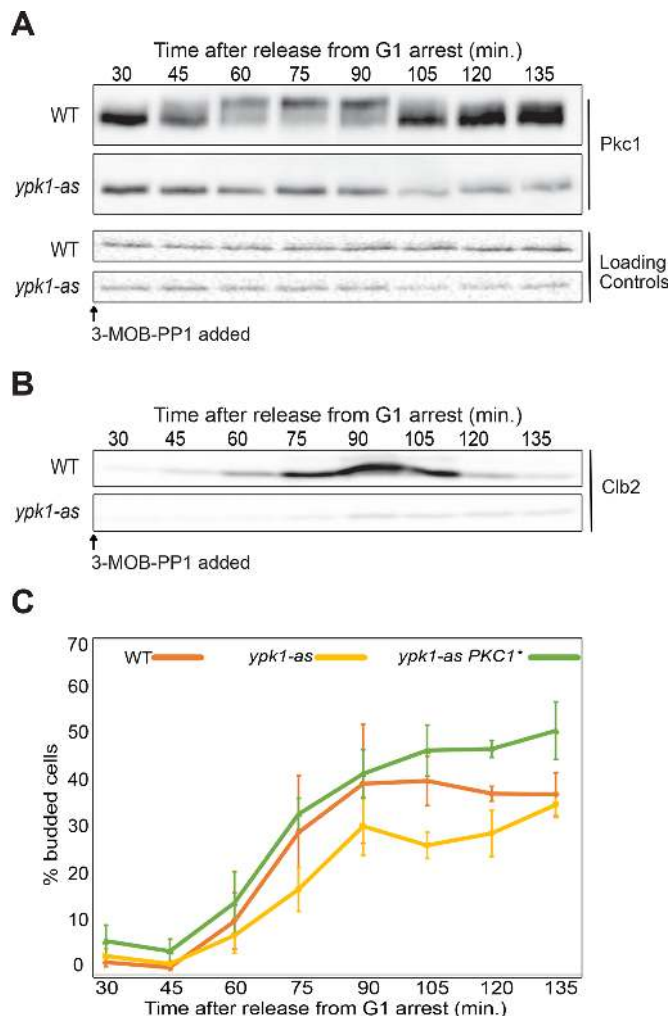 A
Time after release from G1 arrest (min.)
30 45 60 75 90 105 120 135
WT
Pkc1
ypk1-as
WT
Loading
Controls
ypk1-as
3-MOB-PP1 added
B
Time after release from G1 arrest (min.)
30 45 60 75 90 105 120 135
WT
Clb2
ypk1-as
3-MOB-PP1 added
C
70
WT ypk1-as ypk1-as PKC1*
60
50
40
30
20
10
0
% budded cells
30 45 60 75 90 105 120 135
Time after release from G1 arrest (min.)